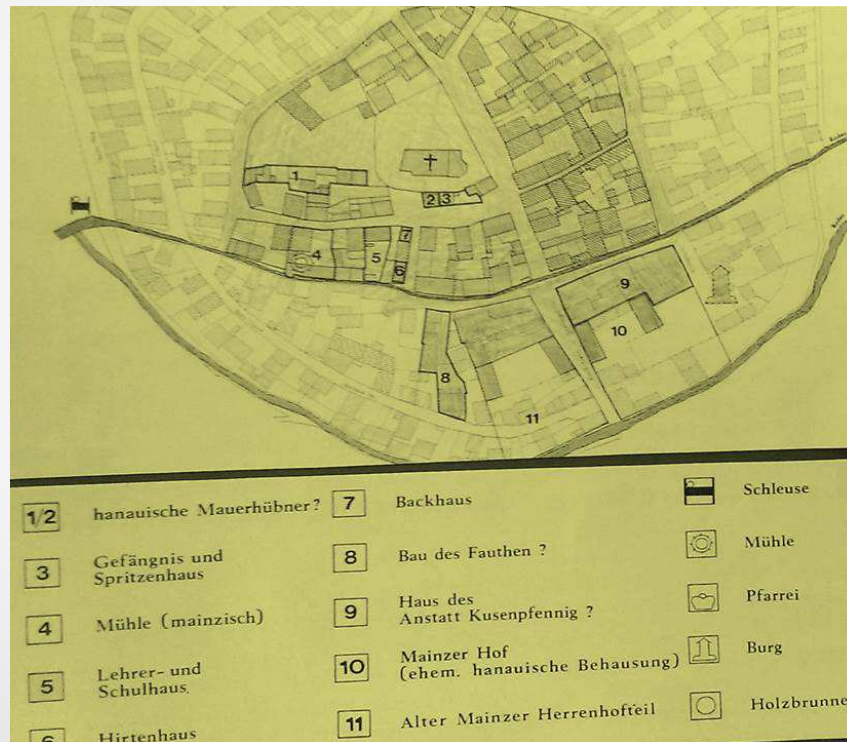 1
2 3
7
4
5
6
9
10
8
11
1/2 hanauische Mauerhübner ?
3 Gefängnis und
Spritzenhaus
4 Mühle (mainzisch)
5 Lehrer- und
Schulhaus
6 Hirtenhaus
7 Backhaus
8 Bau des Fauthen ?
9 Haus des
Anstatt Kusenpfennig ?
10 Mainzer Hof
(ehem. hanauische Behausung)
11 Alter Mainzer Herrenhofteil
Schleuse
Mühle
Pfarrei
Burg
Holzbrunne